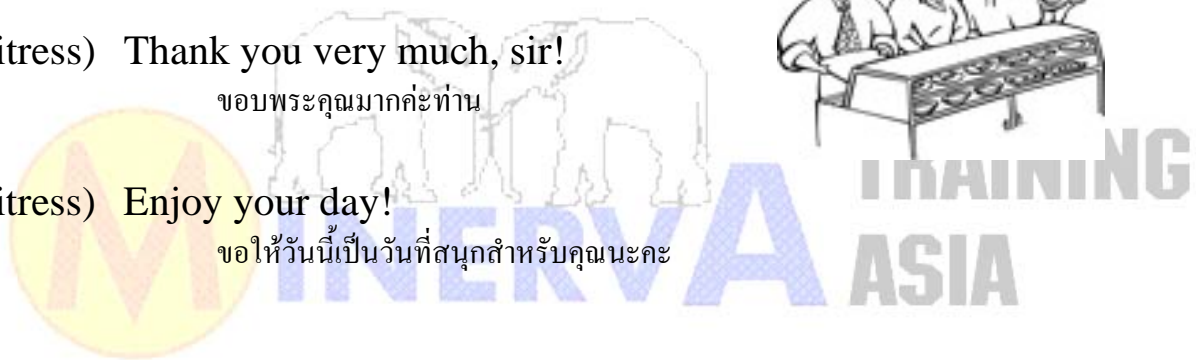 itress) Thank you very much, sir!
ขอบพระคุณมากค่ะท่าน
itress) Enjoy your day!
ขอให้วันนี้เป็นวันที่สนุกสำหรับคุณนะคะ
MINERVA TRAINING
ASIA